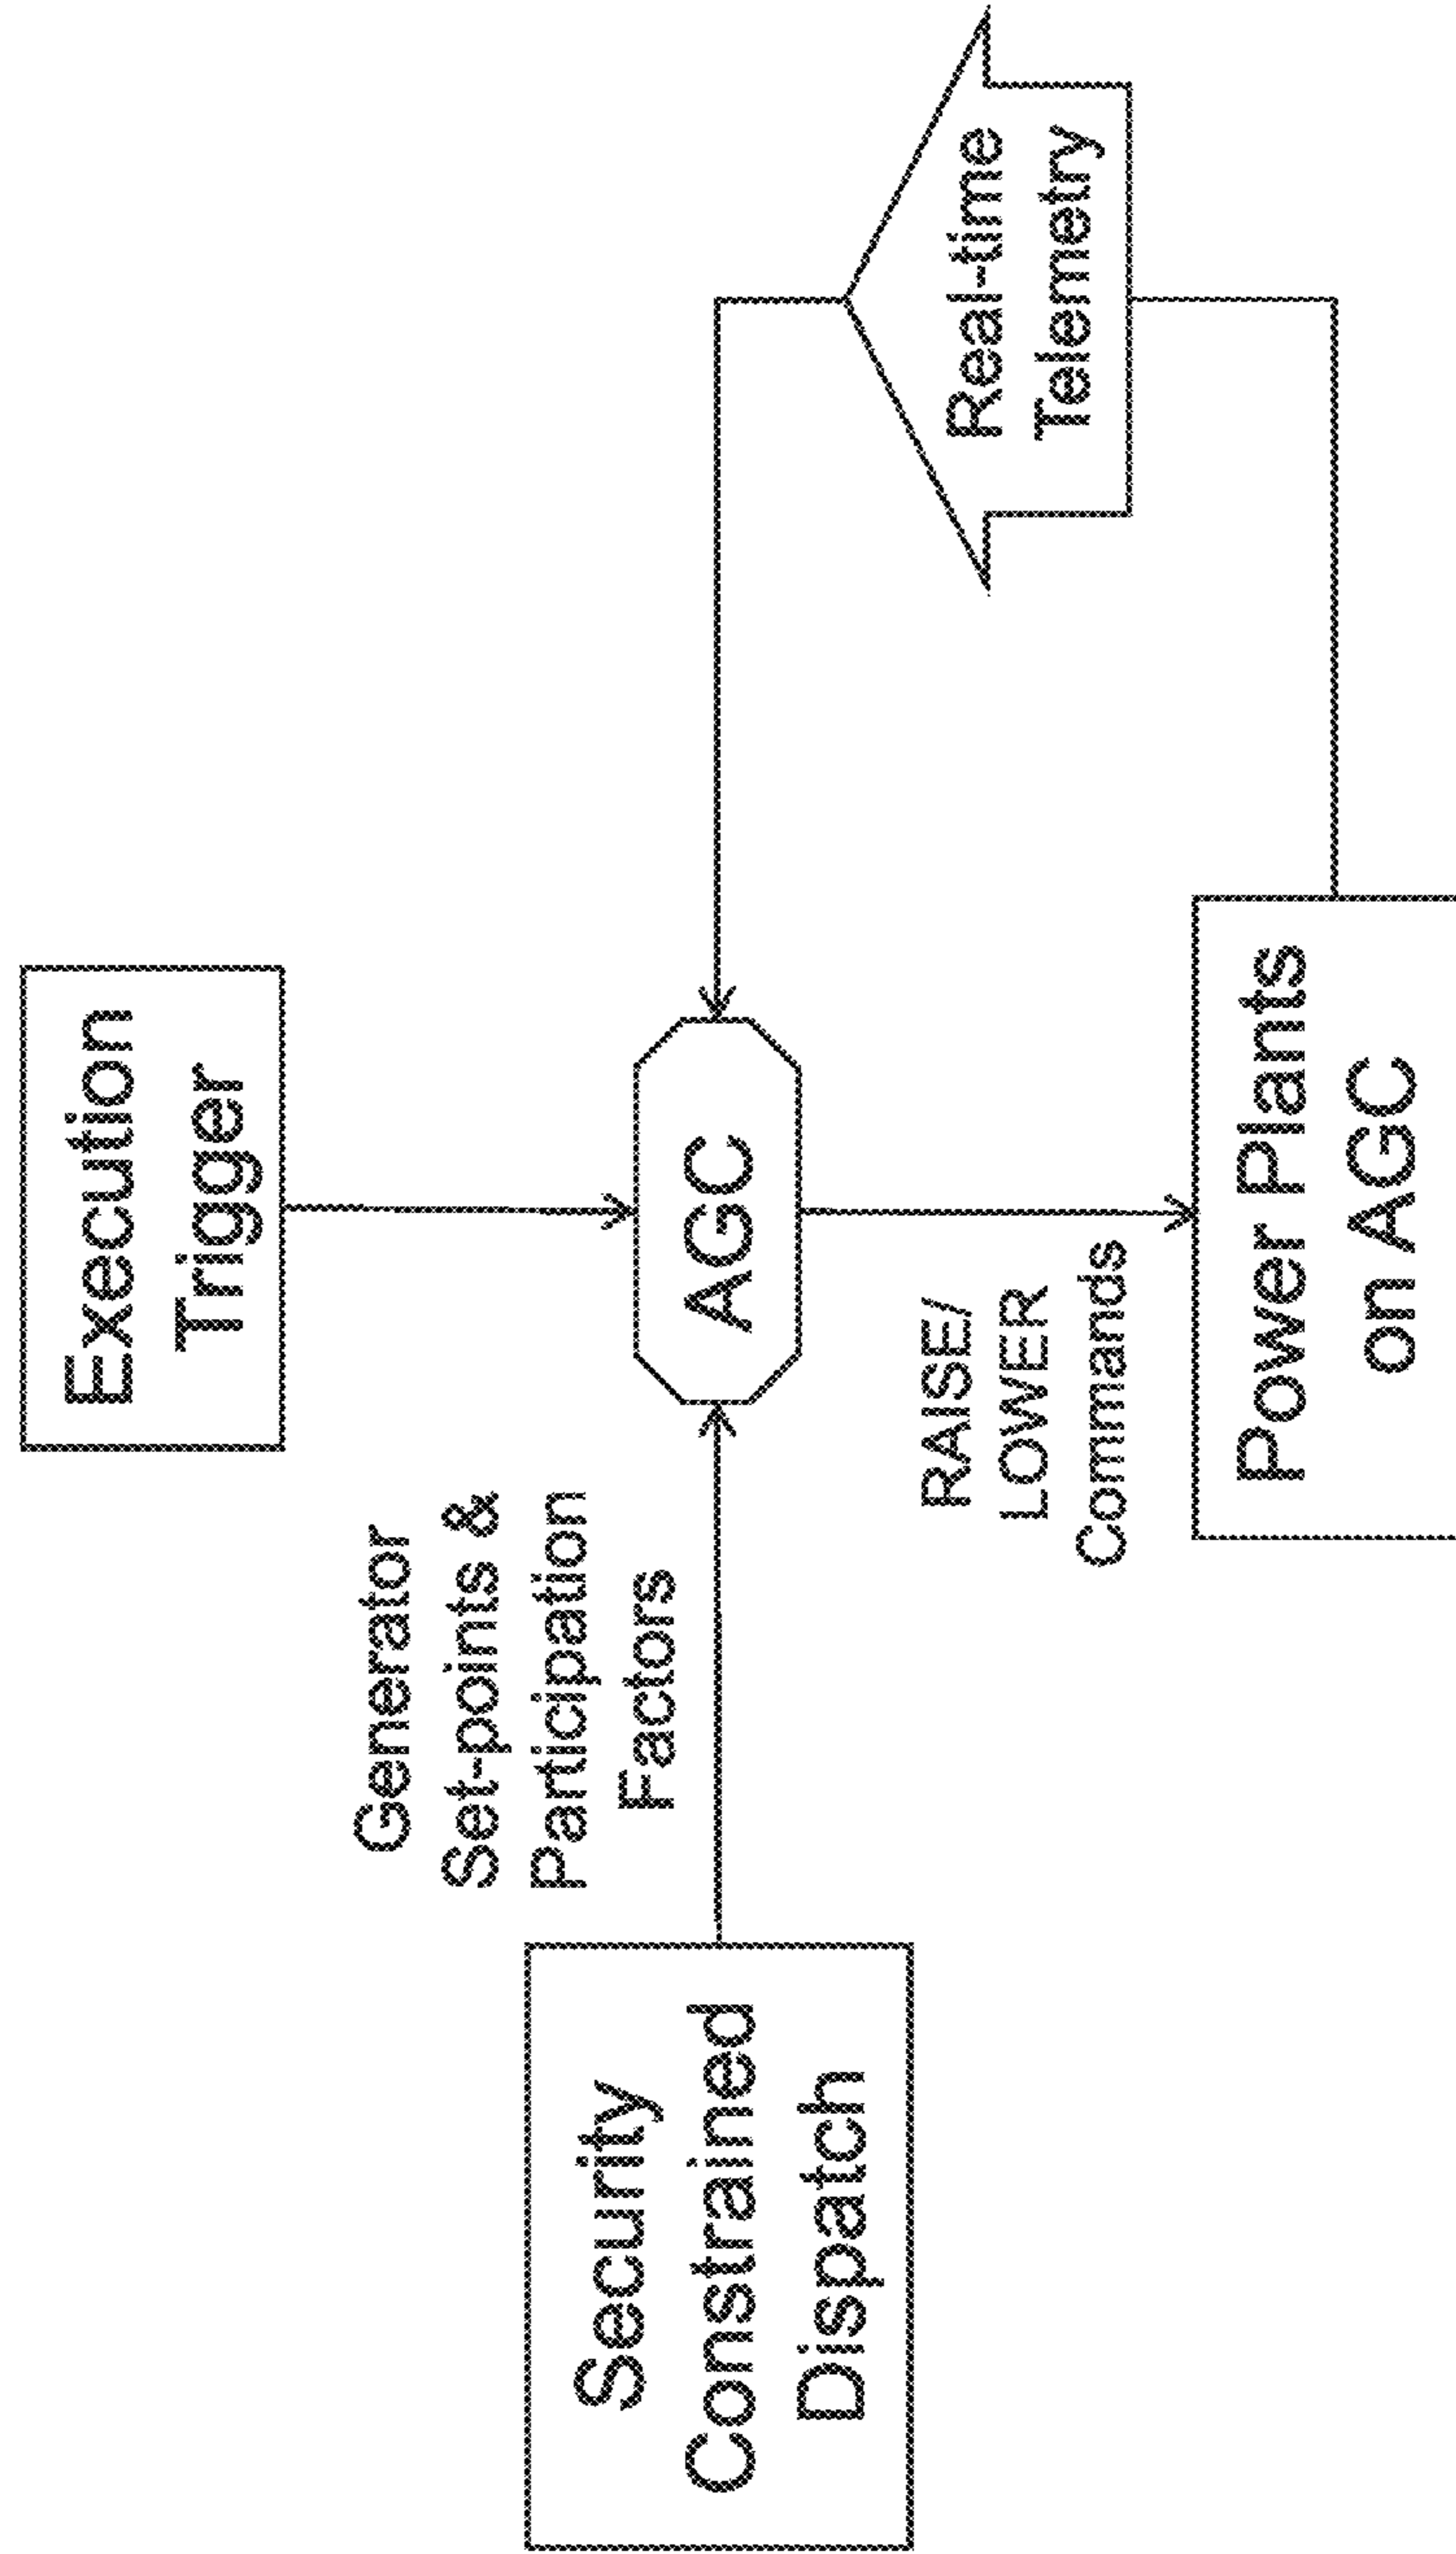 Execution
Trigger
Generator
Set-points &
Participation
Factors
Security
Constrained
Dispatch
AGC
RAISE/
LOWER
Commands
Real-time
Telemetry
Power Plants
on AGC